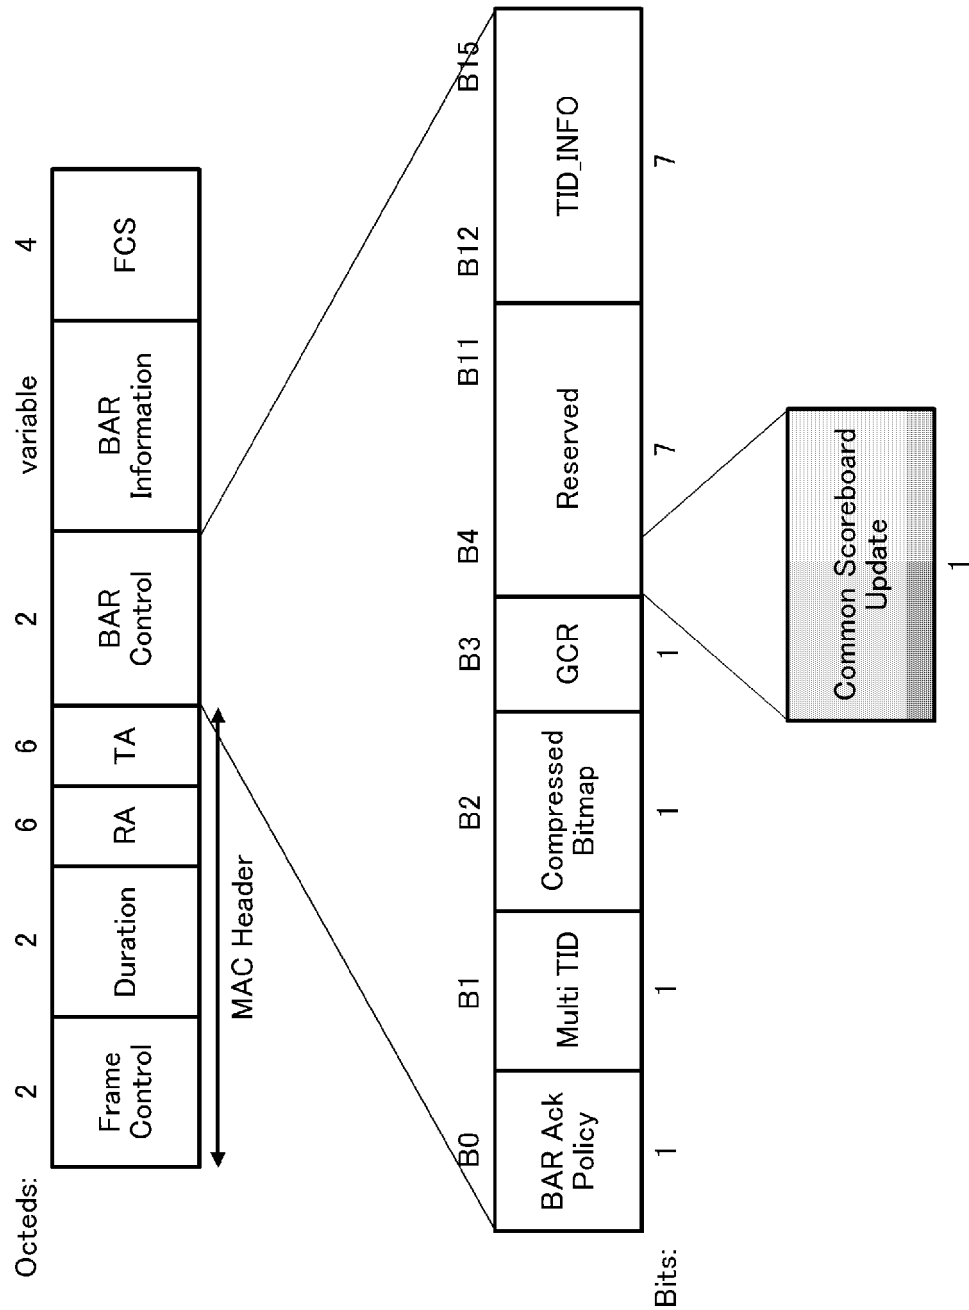 Octeds:
2
2
6
6
2
variable
4
Frame
Control
Duration
RA
TA
BAR
Control
BAR
Information
FCS
MAC Header
B0
B1
B2
B3
B4
B11
B12
B15
BAR Ack
Policy
Multi TID
Compressed
Bitmap
GCR
Reserved
TID_INFO
Bits:
1
1
1
1
7
7
Common Scoreboard
Update
1